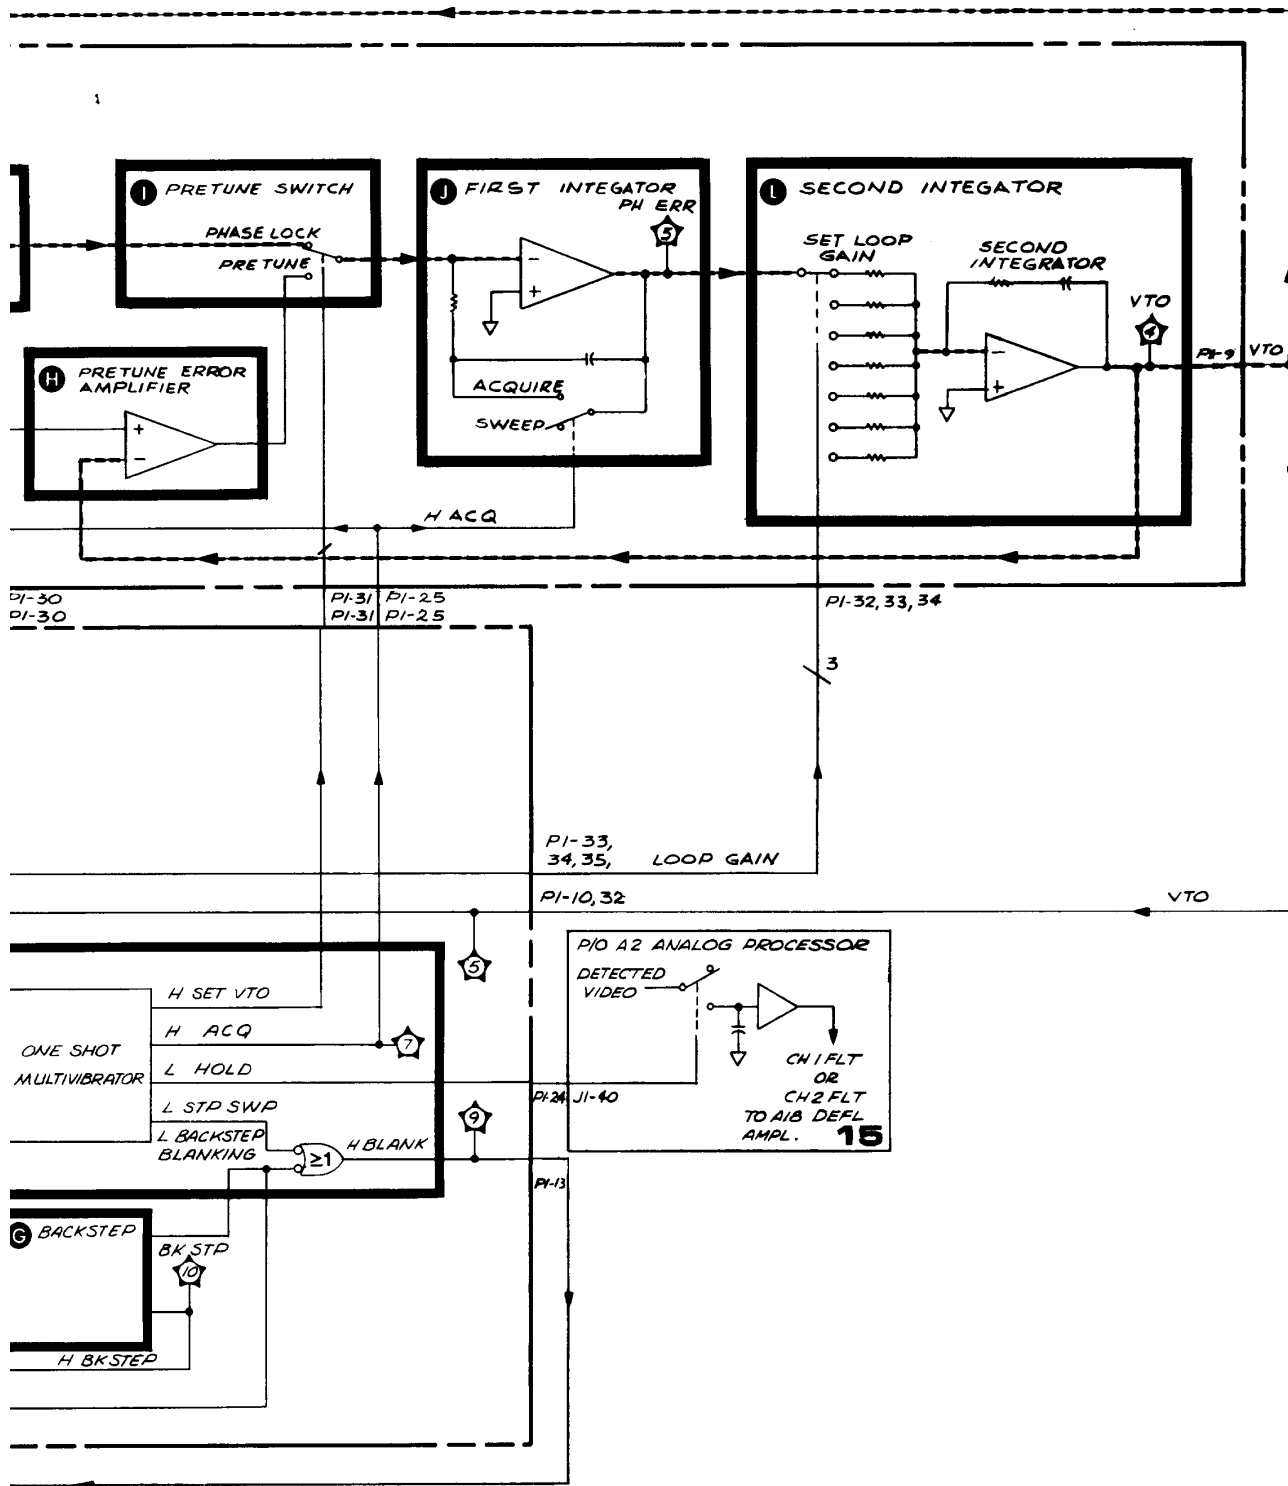 I PRETUNE SWITCH
PHASE LOCK
PRE TUNE
J FIRST INTEGATOR
PH ERR
5
ACQUIRE
SWEEP
L SECOND INTEGATOR
SET LOOP
GAIN
SECOND
INTEGRATOR
VTO
4
P1-9 VTO
H PRETUNE ERROR
AMPLIFIER
+
-
-
+
-
+
H ACQ
P1-30
P1-30
P1-31 P1-25
P1-31 P1-25
P1-32, 33, 34
3
P1-33,
34, 35, LOOP GAIN
P1-10, 32
VTO
5
P/O A2 ANALOG PROCESSOR
DETECTED
VIDEO
CH 1 FLT
OR
CH 2 FLT
TO A18 DEFL
AMPL. 15
ONE SHOT
MULTIVIBRATOR
H SET VTO
H ACQ
7
L HOLD
P1-24 J1-40
L STP SWP
L BACKSTEP
BLANKING
≥1
H BLANK
9
P1-13
G BACKSTEP
BK STP
10
H BKSTEP